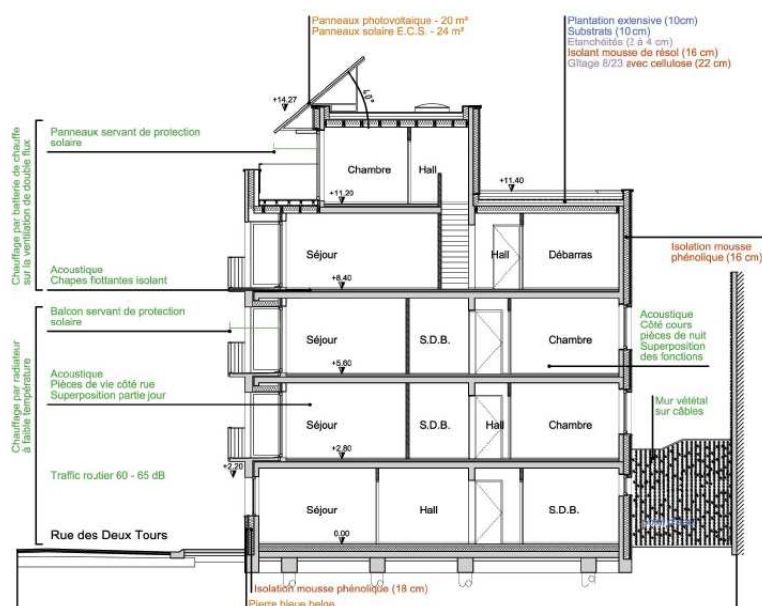 Panneaux photovoltaique - 20 m²
Panneaux solaire E.C.S. - 24 m²
Plantation extensive (10cm)
Substrats (10 cm)
Etanchéités (2 à 4 cm)
Isolant mousse de résol (16 cm)
Gîtage 8/23 avec cellulose (22 cm)
+14.27
40°
Chauffage par batterie de chauffe
sur la ventilation de double flux
Panneaux servant de protection
solaire
Chambre
Hall
+11.20
+11.40
Séjour
Hall
Débarras
Isolation mousse
phénolique (16 cm)
Acoustique
Chapes flottantes isolant
+8.40
Chauffage par radiateur
à faible température
Balcon servant de protection
solaire
Séjour
S.D.B.
Chambre
Acoustique
Côté cours
pièces de nuit
Superposition
des fonctions
+5.60
Acoustique
Pièces de vie côté rue
Superposition partie jour
Séjour
S.D.B.
Hall
Chambre
Mur vététal
sur câbles
+2.80
+2.20
Traffic routier 60 - 65 dB
Séjour
Hall
S.D.B.
Rue des Deux Tours
0.00
Isolation mousse phénolique (18 cm)
Pierre bleue belge